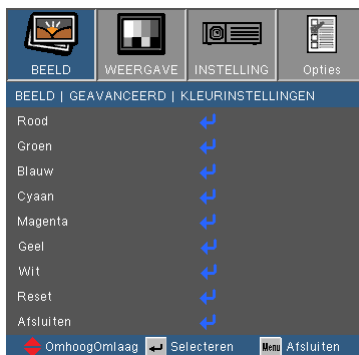 BEELD WEERGAVE INSTELLING Opties
BEELD | GEAVANCEERD | KLEURINSTELLINGEN
Rood
Groen
Blauw
Cyaan
Magenta
Geel
Wit
Reset
Afsluiten
OmhoogOmlaag Selecteren Menu Afsluiten